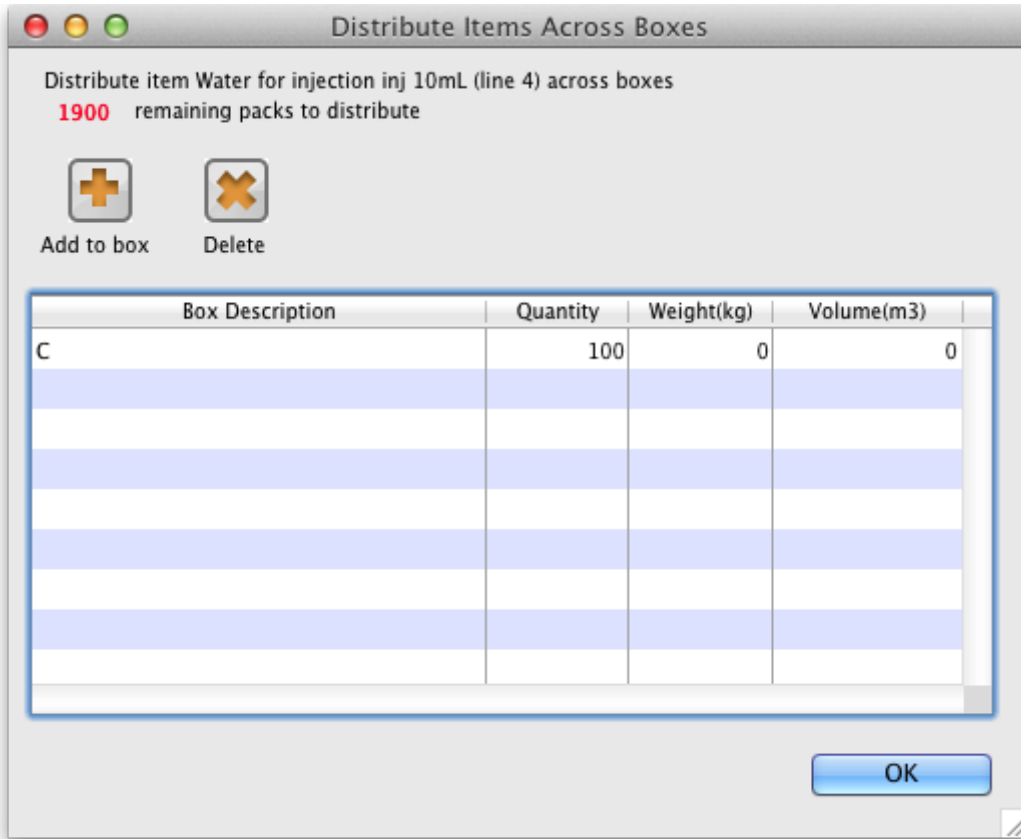 Distribute Items Across Boxes
Distribute item Water for injection inj 10mL (line 4) across boxes
1900 remaining packs to distribute
Add to box Delete
Box Description Quantity Weight(kg) Volume(m3)
C 100 0 0
OK